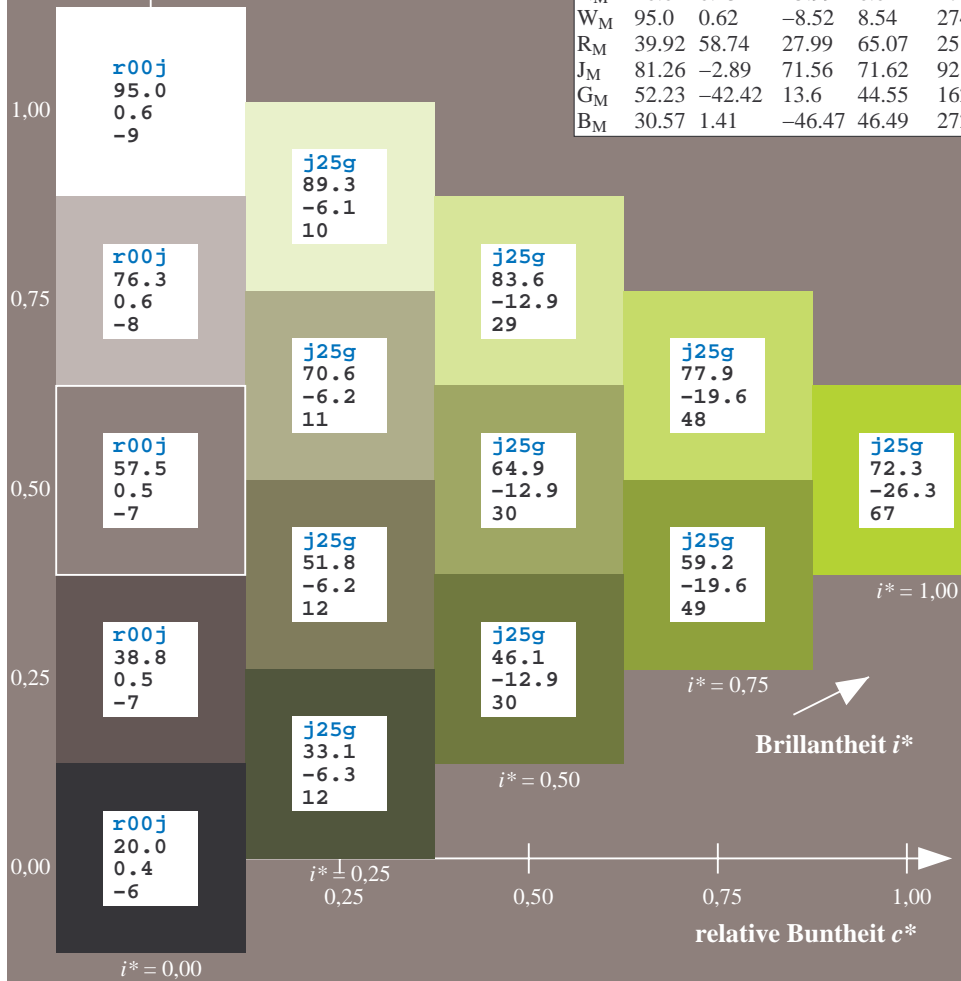 W_M 95.0 0.62 −8.52 8.54
R_M 39.92 58.74 27.99 65.07 25
J_M 81.26 −2.89 71.56 71.62 92
G_M 52.23 −42.42 13.6 44.55
B_M 30.57 1.41 −46.47 46.49
1,00
r00j
95.0
0.6
−9
j25g
89.3
−6.1
10
0,75
r00j
76.3
0.6
−8
j25g
83.6
−12.9
29
j25g
70.6
−6.2
11
j25g
77.9
−19.6
48
0,50
r00j
57.5
0.5
−7
j25g
64.9
−12.9
30
j25g
72.3
−26.3
67
i* = 1,00
j25g
51.8
−6.2
12
j25g
59.2
−19.6
49
i* = 0,75
0,25
r00j
38.8
0.5
−7
j25g
46.1
−12.9
30
i* = 0,50
Brillantheit i*
j25g
33.1
−6.3
12
i* = 0,25
0,00
r00j
20.0
0.4
−6
i* = 0,00
0,25 0,50 0,75 1,00
relative Buntheit c*